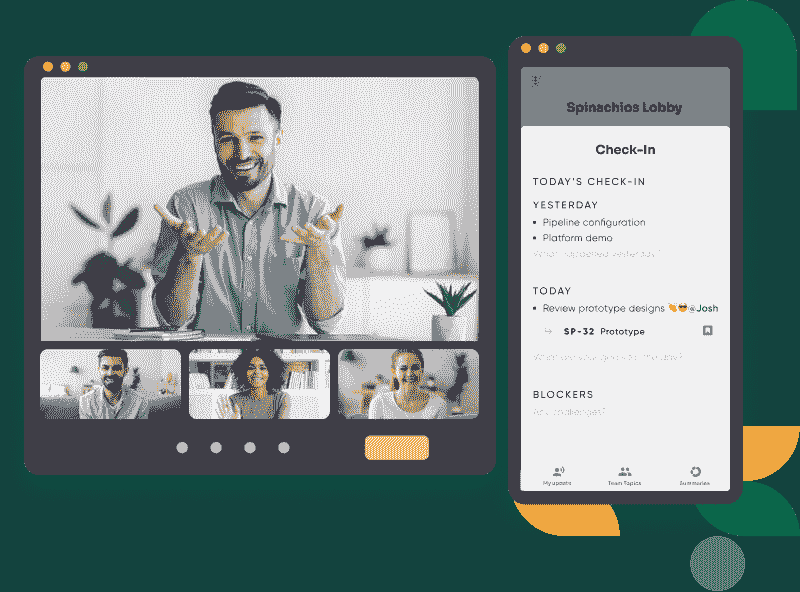 Spinachios Lobby
Check-In
TODAY'S CHECK-IN
YESTERDAY
• Pipeline configuration
• Platform demo
What happened yesterday?
TODAY
• Review prototype designs 👏😎@Josh
SP-32 Prototype
What are your goals for the day?
BLOCKERS
Any challenges?
My update Team Topics Summaries